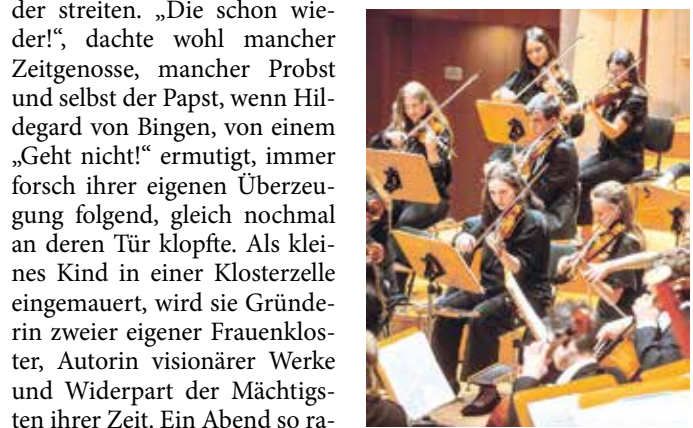 der streiten. „Die schon wie-
der!“, dachte wohl mancher
Zeitgenosse, mancher Probst
und selbst der Papst, wenn Hil-
degard von Bingen, von einem
„Geht nicht!“ ermutigt, immer
forsch ihrer eigenen Überzeu-
gung folgend, gleich nochmal
an deren Tür klopfte. Als klei-
nes Kind in einer Klosterzelle
eingemauert, wird sie Gründe-
rin zweier eigener Frauenklos-
ter, Autorin visionärer Werke
und Widerpart der Mächtigs-
ten ihrer Zeit. Ein Abend so ra-